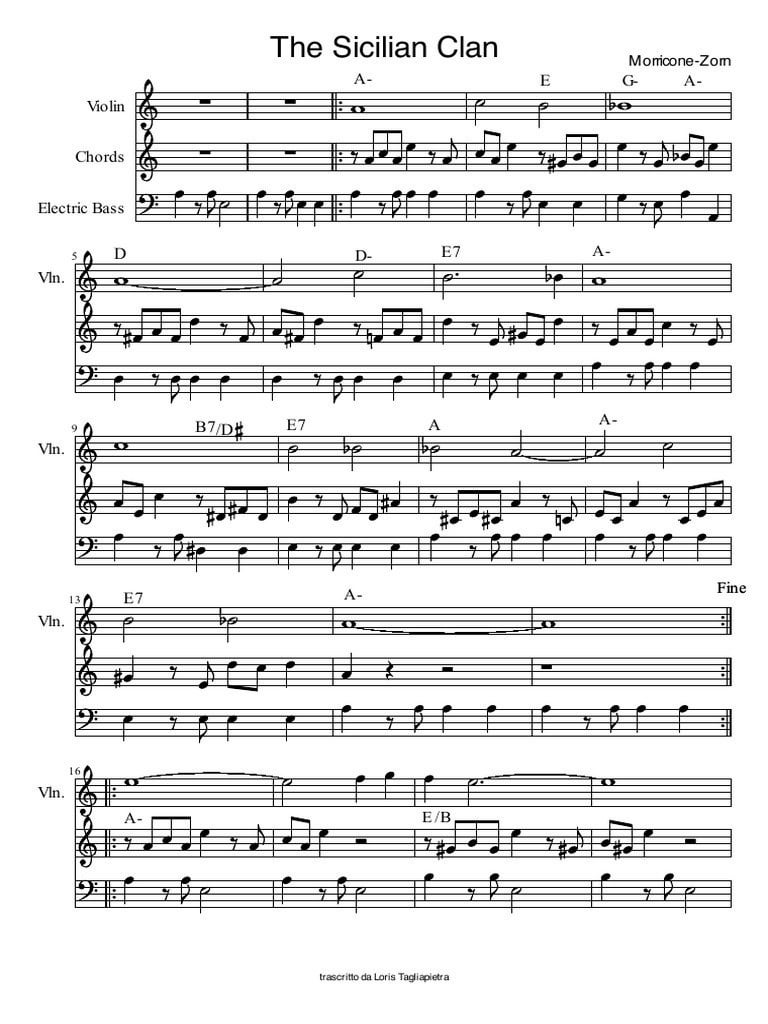 The Sicilian Clan
Morricone-Zorn
A- E G- A-
Violin
Chords
Electric Bass
5 D D- E7 A-
Vln.
9 B7/D# E7 A A-
Vln.
Fine
13 E7 A-
Vln.
16
Vln.
A- E/B
trascritto da Loris Tagliapietra